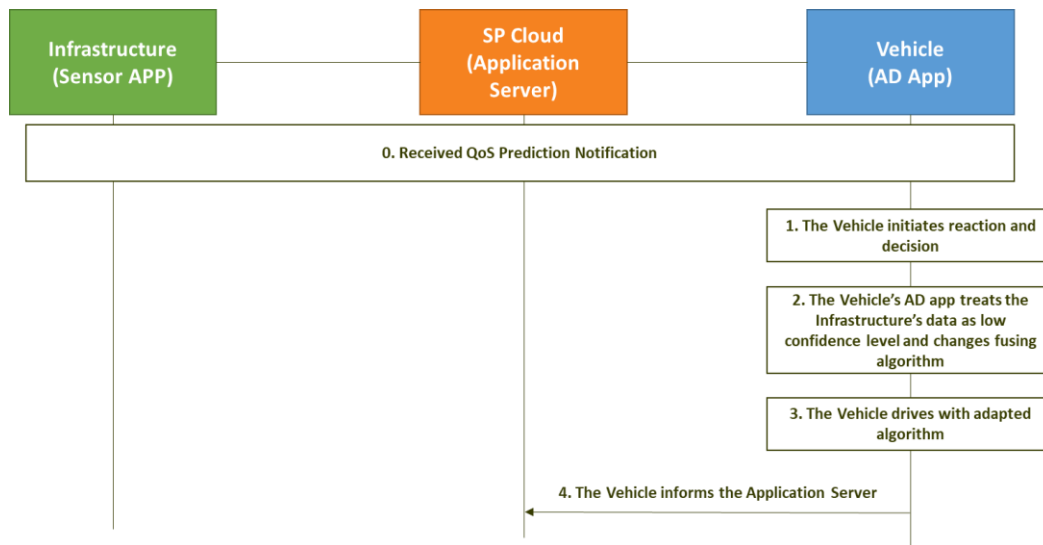 Infrastructure
(Sensor APP)
SP Cloud
(Application
Server)
Vehicle
(AD App)
0. Received QoS Prediction Notification
1. The Vehicle initiates reaction and
decision
2. The Vehicle’s AD app treats the
Infrastructure’s data as low
confidence level and changes fusing
algorithm
3. The Vehicle drives with adapted
algorithm
4. The Vehicle informs the Application Server